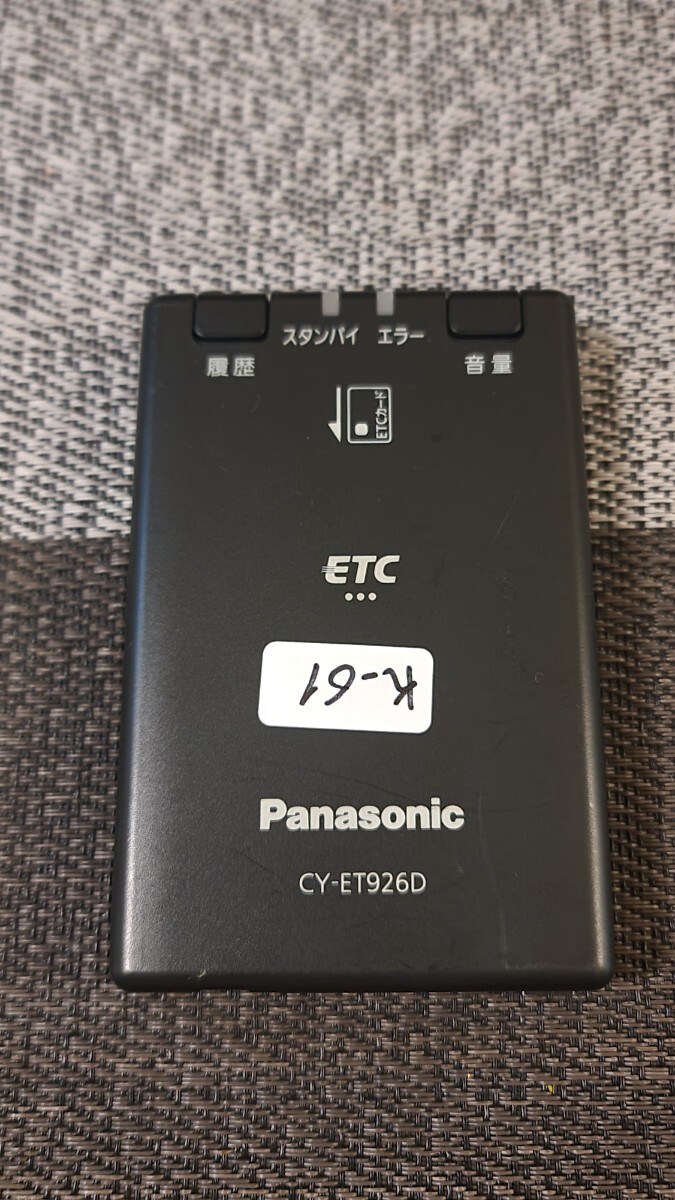 スタンバイ エラー
履歴 音量
ETCカード
ETC
K-61
Panasonic
CY-ET926D